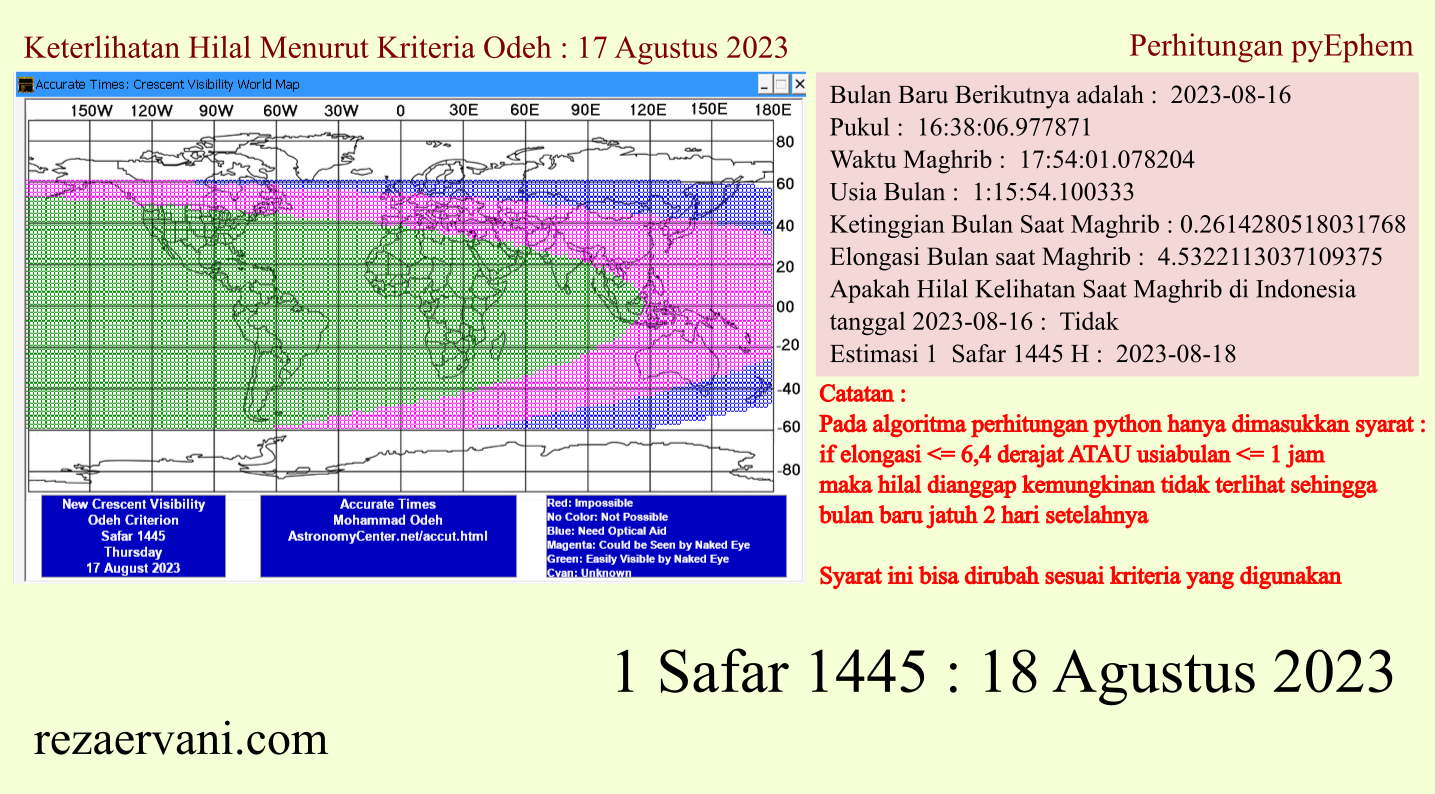 Keterlihatan Hilal Menurut Kriteria Odeh : 17 Agustus 2023
Accurate Times: Crescent Visibility World Map
150W 120W 90W 60W 30W 0 30E 60E 90E 120E 150E 180E
80
60
40
20
00
-20
-40
-60
-80
New Crescent Visibility
Odeh Criterion
Safar 1445
Thursday
17 August 2023
Accurate Times
Mohammad Odeh
AstronomyCenter.net/accut.html
Red: Impossible
No Color: Not Possible
Blue: Need Optical Aid
Magenta: Could be Seen by Naked Eye
Green: Easily Visible by Naked Eye
Cyan: Unknown
Perhitungan pyEphem
Bulan Baru Berikutnya adalah : 2023-08-16
Pukul : 16:38:06.977871
Waktu Maghrib : 17:54:01.078204
Usia Bulan : 1:15:54.100333
Ketinggian Bulan Saat Maghrib : 0.2614280518031768
Elongasi Bulan saat Maghrib : 4.5322113037109375
Apakah Hilal Kelihatan Saat Maghrib di Indonesia
tanggal 2023-08-16 : Tidak
Estimasi 1 Safar 1445 H : 2023-08-18
Catatan :
Pada algoritma perhitungan python hanya dimasukkan syarat :
if elongasi <= 6,4 derajat ATAU usiabulan <= 1 jam
maka hilal dianggap kemungkinan tidak terlihat sehingga
bulan baru jatuh 2 hari setelahnya
Syarat ini bisa dirubah sesuai kriteria yang digunakan
1 Safar 1445 : 18 Agustus 2023
rezaervani.com